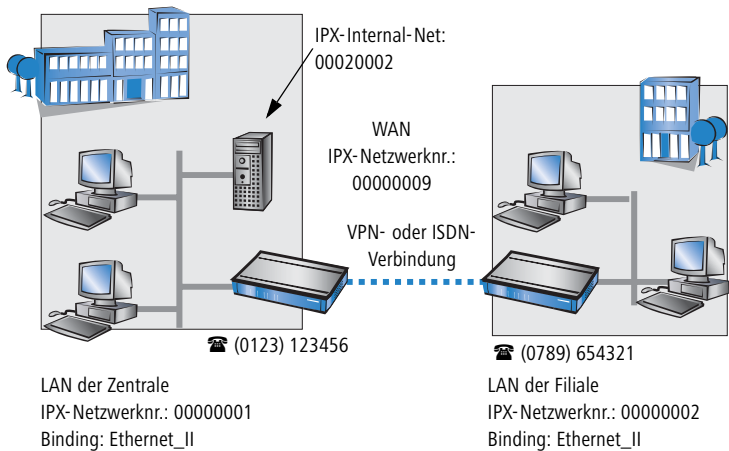 IPX-Internal-Net:
00020002
WAN
IPX-Netzwerknr.:
00000009
VPN- oder ISDN-
Verbindung
☎ (0123) 123456
☎ (0789) 654321
LAN der Zentrale
IPX-Netzwerknr.: 00000001
Binding: Ethernet_II
LAN der Filiale
IPX-Netzwerknr.: 00000002
Binding: Ethernet_II